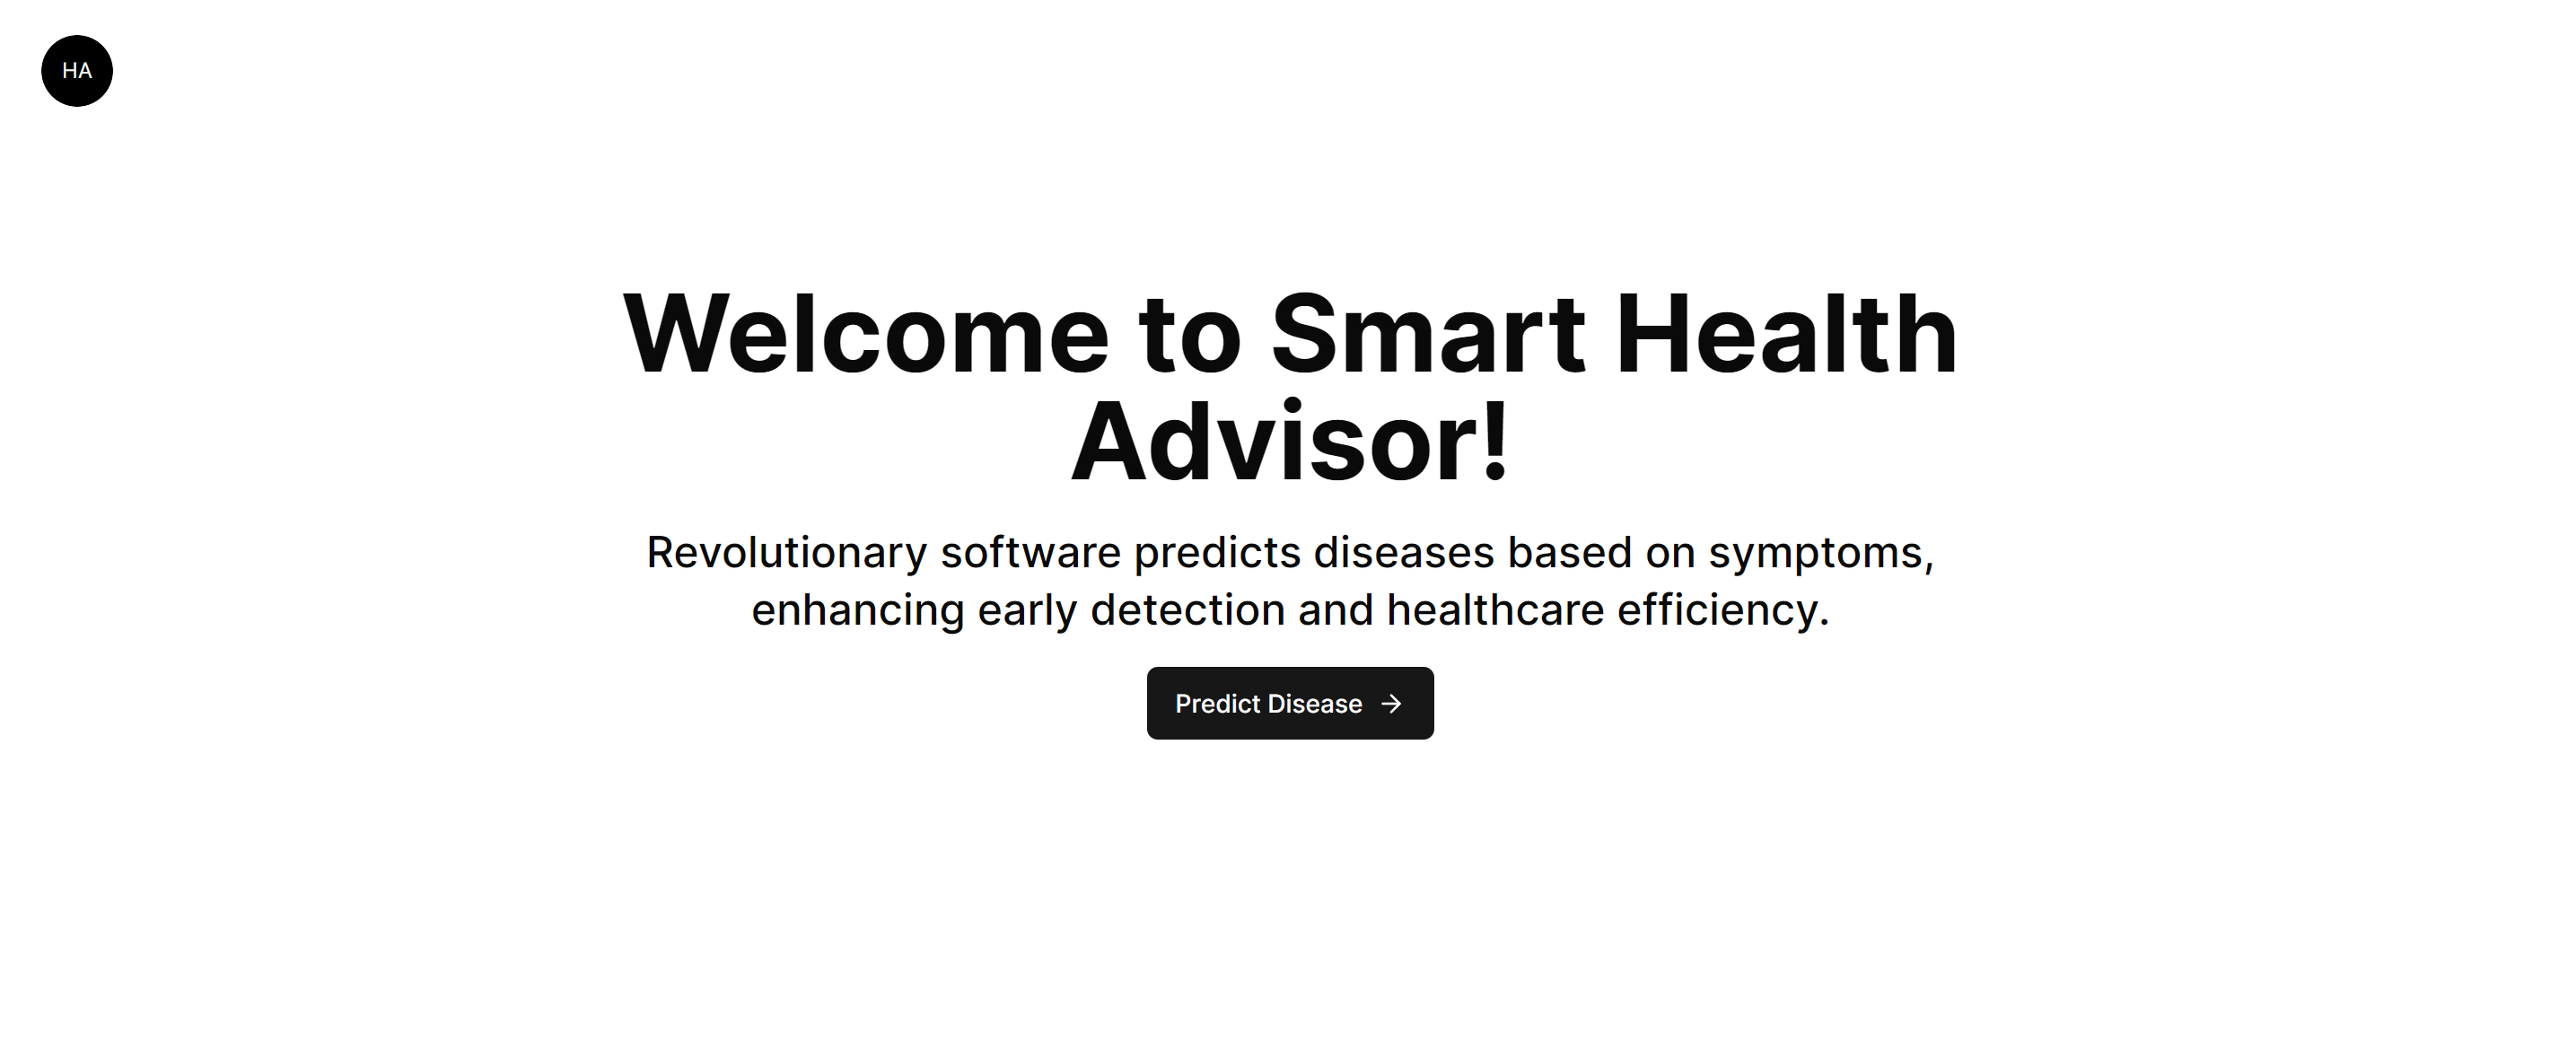 HA
Welcome to Smart Health
Advisor!
Revolutionary software predicts diseases based on symptoms,
enhancing early detection and healthcare efficiency.
Predict Disease